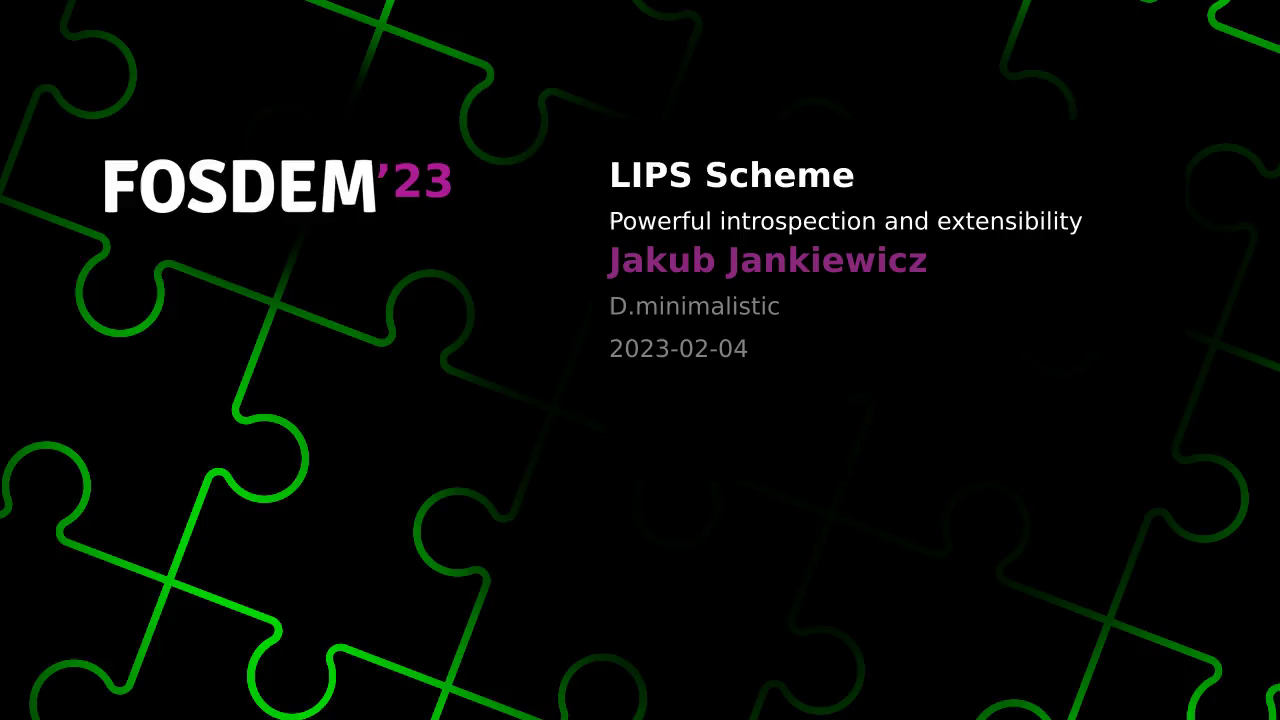 FOSDEM’23
LIPS Scheme
Powerful introspection and extensibility
Jakub Jankiewicz
D.minimalistic
2023-02-04